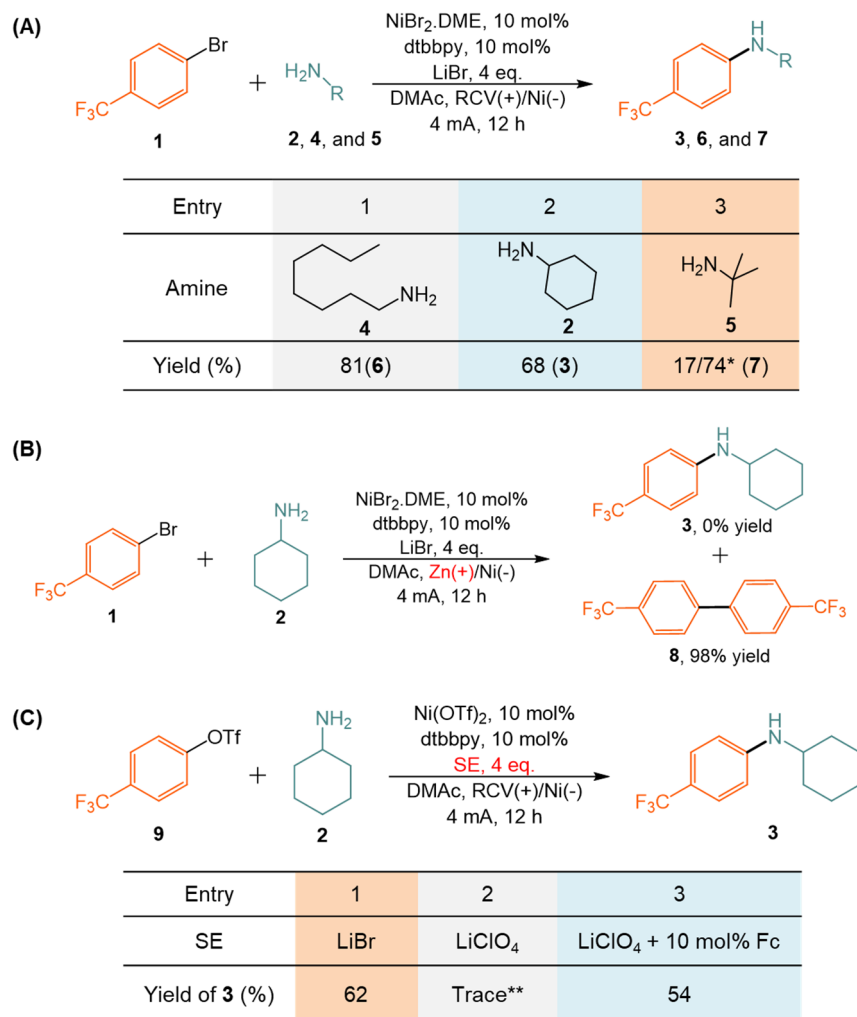 (A)
Br
F₃C
1
+
H₂N
R
2, 4, and 5
NiBr₂.DME, 10 mol%
dtbbpy, 10 mol%
LiBr, 4 eq.
DMAc, RCV(+)/Ni(-)
4 mA, 12 h
H
N
R
F₃C
3, 6, and 7
Entry 1 2 3
Amine
NH₂
4
H₂N
2
H₂N
5
Yield (%) 81(6) 68 (3) 17/74* (7)
(B)
Br
F₃C
1
+
NH₂
2
NiBr₂.DME, 10 mol%
dtbbpy, 10 mol%
LiBr, 4 eq.
DMAc, Zn(+)/Ni(-)
4 mA, 12 h
H
N
F₃C
3, 0% yield
+
F₃C
CF₃
8, 98% yield
(C)
OTf
F₃C
9
+
NH₂
2
Ni(OTf)₂, 10 mol%
dtbbpy, 10 mol%
SE, 4 eq.
DMAc, RCV(+)/Ni(-)
4 mA, 12 h
H
N
F₃C
3
Entry 1 2 3
SE LiBr LiClO₄ LiClO₄ + 10 mol% Fc
Yield of 3 (%) 62 Trace** 54